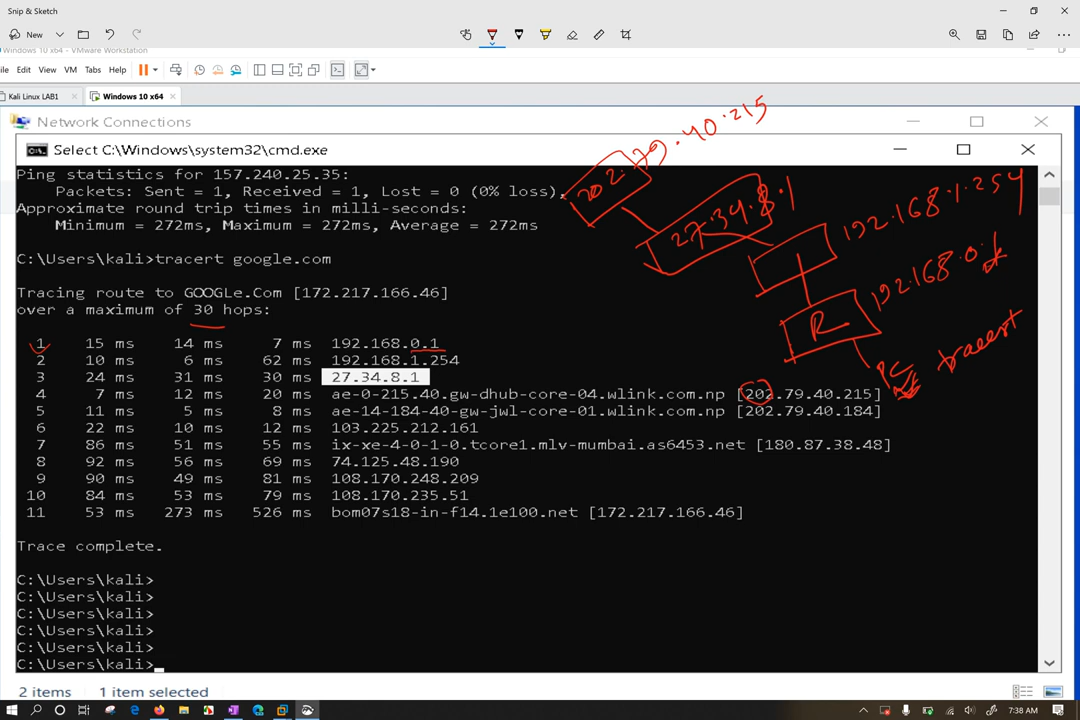 Snip & Sketch
New
Windows 10 x64 - VMware Workstation
ile Edit View VM Tabs Help
Kali Linux LAB1
Windows 10 x64
Network Connections
Select C:\Windows\system32\cmd.exe
Ping statistics for 157.240.25.35:
Packets: Sent = 1, Received = 1, Lost = 0 (0% loss),
Approximate round trip times in milli-seconds:
Minimum = 272ms, Maximum = 272ms, Average = 272ms
C:\Users\kali>tracert google.com
Tracing route to GOOGLe.Com [172.217.166.46]
over a maximum of 30 hops:
1 15 ms 14 ms 7 ms 192.168.0.1
2 10 ms 6 ms 62 ms 192.168.1.254
3 24 ms 31 ms 30 ms 27.34.8.1
4 7 ms 12 ms 20 ms ae-0-215.40.gw-dhub-core-04.wlink.com.np [202.79.40.215]
5 11 ms 5 ms 8 ms ae-14-184-40-gw-jwl-core-01.wlink.com.np [202.79.40.184]
6 22 ms 10 ms 12 ms 103.225.212.161
7 86 ms 51 ms 55 ms ix-xe-4-0-1-0.tcore1.mlv-mumbai.as6453.net [180.87.38.48]
8 92 ms 56 ms 69 ms 74.125.48.190
9 90 ms 49 ms 81 ms 108.170.248.209
10 84 ms 53 ms 79 ms 108.170.235.51
11 53 ms 273 ms 526 ms bom07s18-in-f14.1e100.net [172.217.166.46]
Trace complete.
C:\Users\kali>
C:\Users\kali>
C:\Users\kali>
C:\Users\kali>
C:\Users\kali>
C:\Users\kali>
202.79.40.215
27.34.8.1
192.168.1.254
192.168.0.1
R
PC
tracert
2 items 1 item selected
7:38 AM